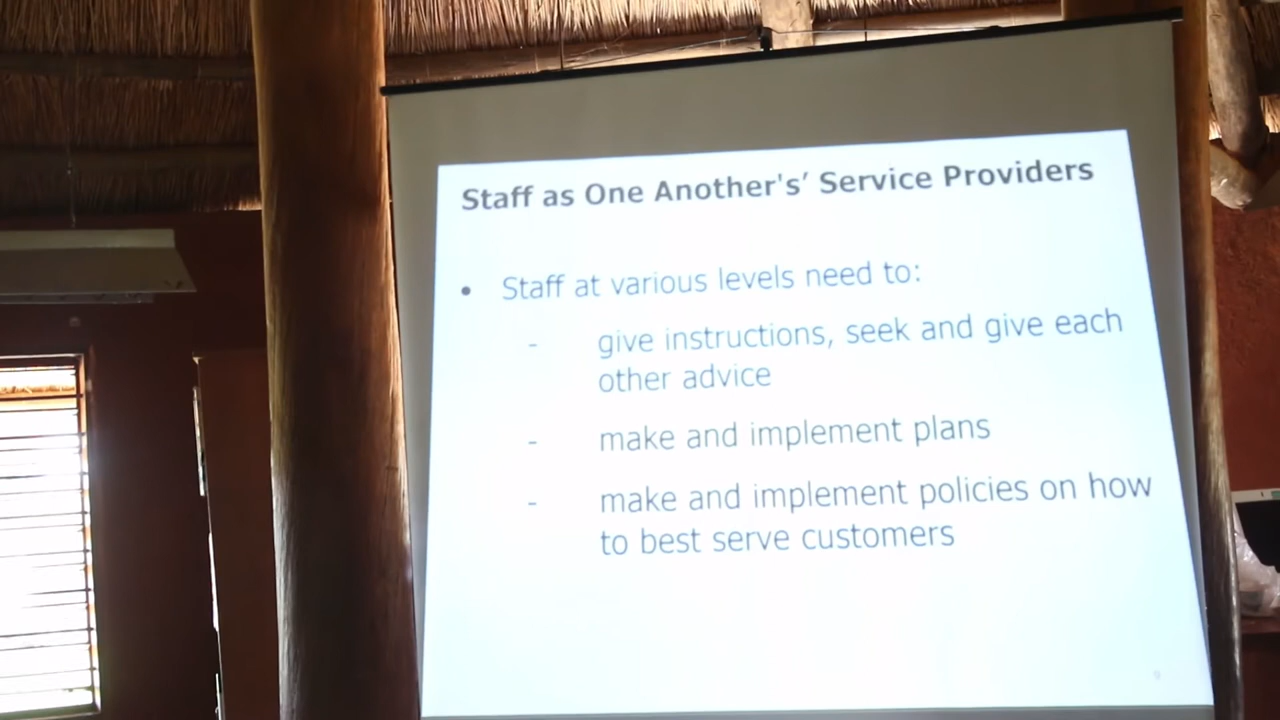 Staff as One Another's’ Service Providers
• Staff at various levels need to:
- give instructions, seek and give each
other advice
- make and implement plans
- make and implement policies on how
to best serve customers
9